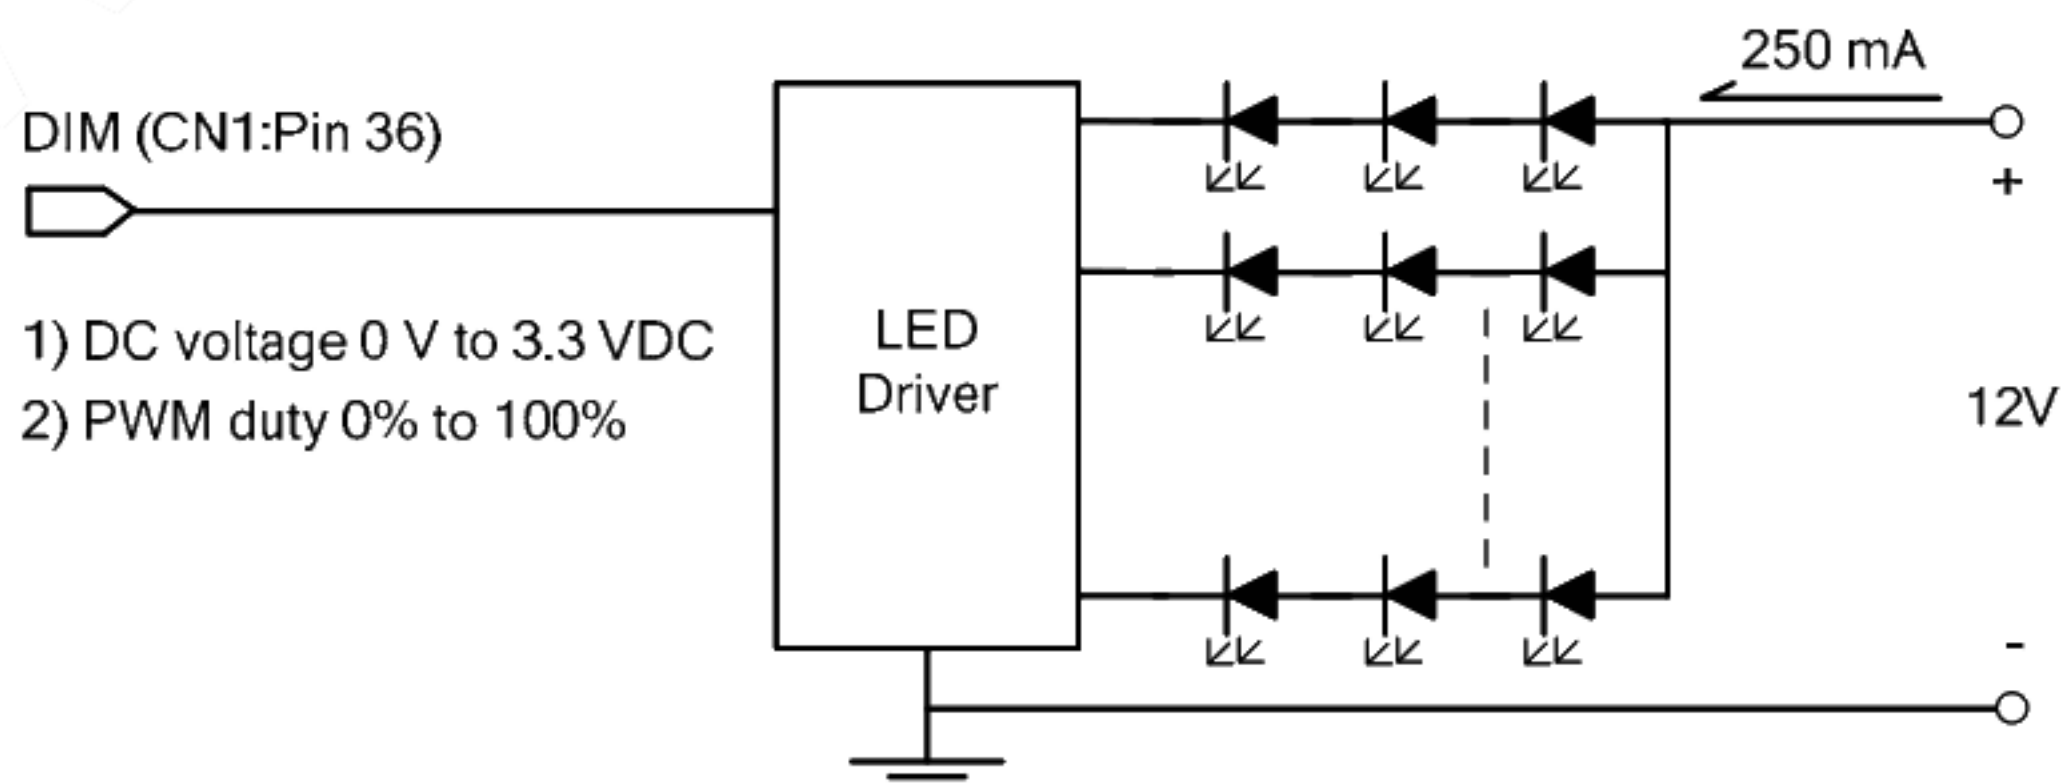 250 mA
DIM (CN1:Pin 36)
+
1) DC voltage 0 V to 3.3 VDC
2) PWM duty 0% to 100%
LED
Driver
12V
-